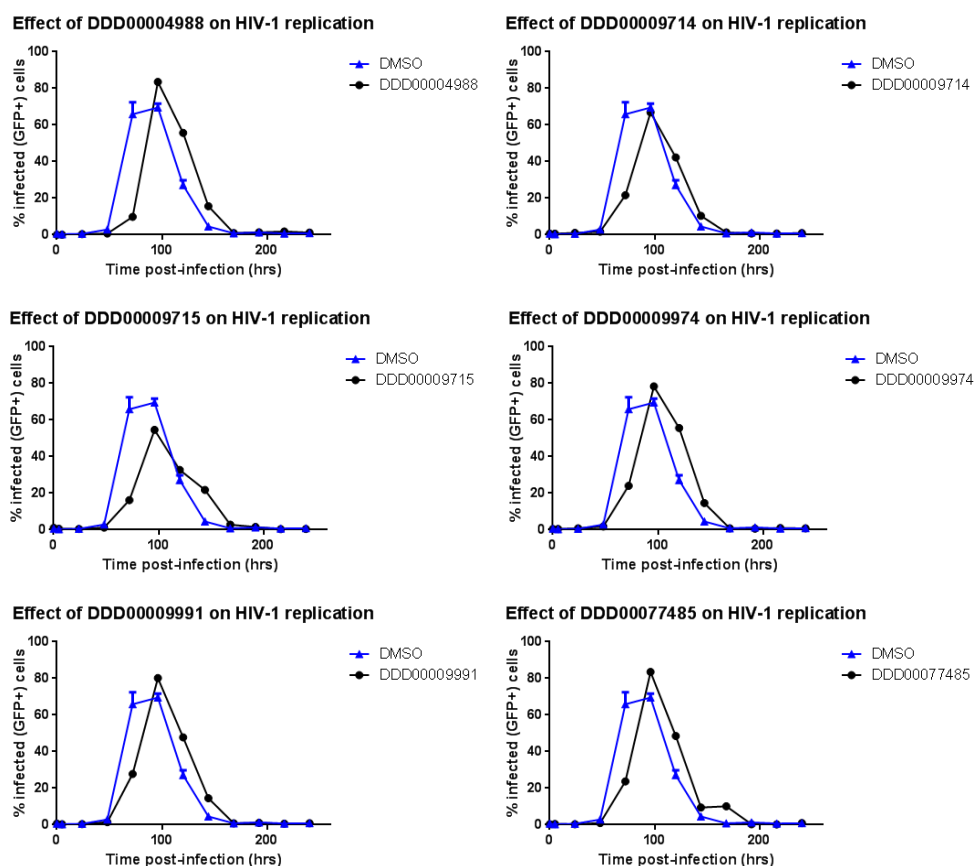 Effect of DDD00004988 on HIV-1 replication
% infected (GFP+) cells
100
80
60
40
20
0
0
100
200
Time post-infection (hrs)
DMSO
DDD00004988
Effect of DDD00009714 on HIV-1 replication
% infected (GFP+) cells
100
80
60
40
20
0
0
100
200
Time post-infection (hrs)
DMSO
DDD00009714
Effect of DDD00009715 on HIV-1 replication
% infected (GFP+) cells
100
80
60
40
20
0
0
100
200
Time post-infection (hrs)
DMSO
DDD00009715
Effect of DDD00009974 on HIV-1 replication
% infected (GFP+) cells
100
80
60
40
20
0
0
100
200
Time post-infection (hrs)
DMSO
DDD00009974
Effect of DDD00009991 on HIV-1 replication
% infected (GFP+) cells
100
80
60
40
20
0
0
100
200
Time post-infection (hrs)
DMSO
DDD00009991
Effect of DDD00077485 on HIV-1 replication
% infected (GFP+) cells
100
80
60
40
20
0
0
100
200
Time post-infection (hrs)
DMSO
DDD00077485